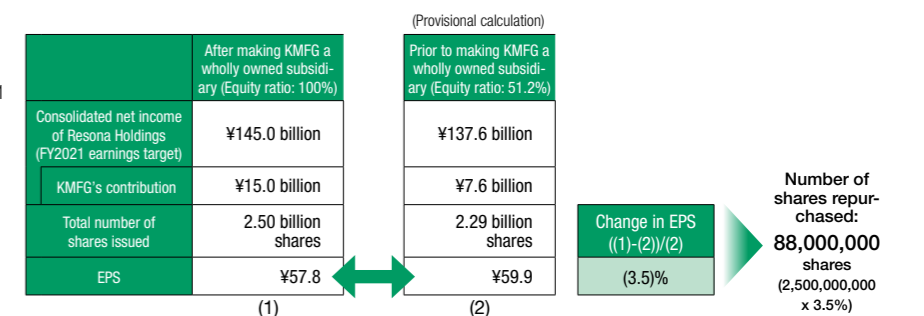 (Provisional calculation)
After making KMFG a
wholly owned subsidi-
ary (Equity ratio: 100%)
Prior to making KMFG a
wholly owned subsidi-
ary (Equity ratio: 51.2%)
Consolidated net income
of Resona Holdings
(FY2021 earnings target)
¥145.0 billion
¥137.6 billion
KMFG's contribution
¥15.0 billion
¥7.6 billion
Total number of
shares issued
2.50 billion
shares
2.29 billion
shares
EPS
¥57.8
¥59.9
(1)
(2)
Change in EPS
((1)-(2))/(2)
(3.5)%
Number of
shares repur-
chased:
88,000,000
shares
(2,500,000,000
x 3.5%)